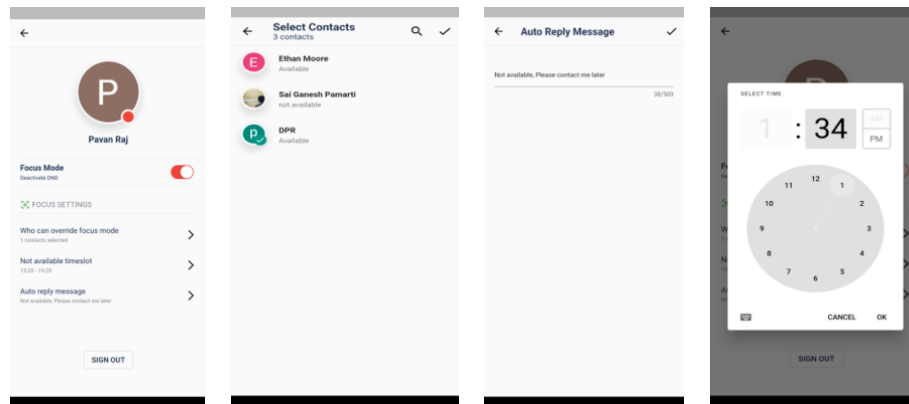 P
Pavan Raj
Focus Mode
Deactivate DND
FOCUS SETTINGS
Who can override focus mode
1 contacts selected
Not available timeslot
13:25 - 19:25
Auto reply message
Not available, Please contact me later
SIGN OUT
Select Contacts
3 contacts
E
Ethan Moore
Available
Sai Ganesh Pamarti
not available
P
DPR
Available
Auto Reply Message
Not available, Please contact me later
38/500
SELECT TIME
1 : 34
AM
PM
12
1
2
3
4
5
6
7
8
9
10
11
CANCEL OK
SIGN OUT